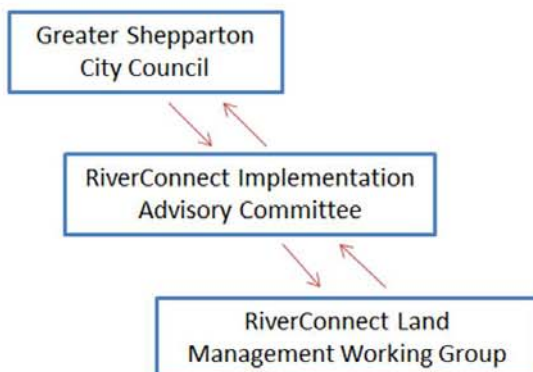 Greater Shepparton
City Council
RiverConnect Implementation
Advisory Committee
RiverConnect Land
Management Working Group